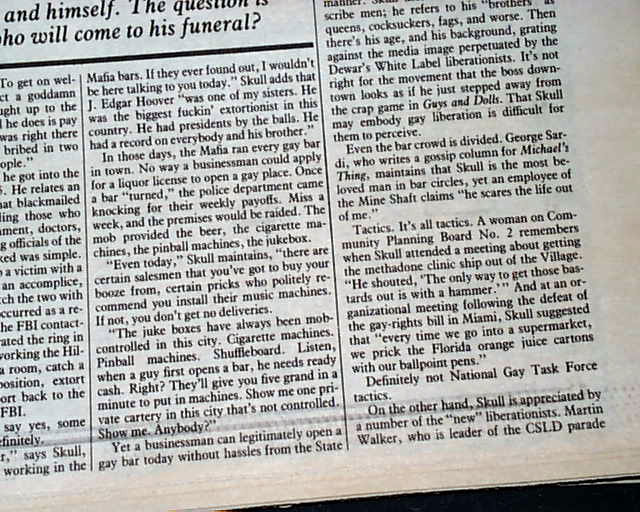 and himself. The question is
who will come to his funeral?
To get on wel-
ct a goddamn
ught up to the
he does is pay
was right there
bribed in two
ople."
he got into the
s. He relates an
at blackmailed
ling those who
nment, doctors,
g officials of the
ked was simple.
o a victim with a
an accomplice,
tch the two with
occurred as a re-
he FBI contact-
rated the ring in
working the Hil-
a room, catch a
position, extort
ort back to the
FBI.
say yes, some
efinitely.
r," says Skull,
working in the
Mafia bars. If they ever found out, I wouldn't
be here talking to you today." Skull adds that
J. Edgar Hoover "was one of my sisters. He
was the biggest fuckin' extortionist in this
country. He had presidents by the balls. He
had a record on everybody and his brother."
In those days, the Mafia ran every gay bar
in town. No way a businessman could apply
for a liquor license to open a gay place. Once
a bar "turned," the police department came
knocking for their weekly payoffs. Miss a
week, and the premises would be raided. The
mob provided the beer, the cigarette ma-
chines, the pinball machines, the jukebox.
"Even today," Skull maintains, "there are
certain salesmen that you've got to buy your
booze from, certain pricks who politely re-
commend you install their music machines.
If not, you don't get no deliveries.
"The juke boxes have always been mob-
controlled in this city. Cigarette machines.
Pinball machines. Shuffleboard. Listen,
when a guy first opens a bar, he needs ready
cash. Right? They'll give you five grand in a
minute to put in machines. Show me one pri-
vate cartery in this city that's not controlled.
Show me. Anybody?"
Yet a businessman can legitimately open a
gay bar today without hassles from the State
scribe men; he refers to his "brothers" as
queens, cocksuckers, fags, and worse. Then
there's his age, and his background, grating
against the media image perpetuated by the
Dewar's White Label liberationists. It's not
right for the movement that the boss down-
town looks as if he just stepped away from
the crap game in Guys and Dolls. That Skull
may embody gay liberation is difficult for
them to perceive.
Even the bar crowd is divided. George Sar-
di, who writes a gossip column for Michael's
Thing, maintains that Skull is the most be-
loved man in bar circles, yet an employee of
the Mine Shaft claims "he scares the life out
of me."
Tactics. It's all tactics. A woman on Com-
munity Planning Board No. 2 remembers
when Skull attended a meeting about getting
the methadone clinic ship out of the Village.
"He shouted, 'The only way to get those bas-
tards out is with a hammer.'" And at an or-
ganizational meeting following the defeat of
the gay-rights bill in Miami, Skull suggested
that "every time we go into a supermarket,
we prick the Florida orange juice cartons
with our ballpoint pens."
Definitely not National Gay Task Force
tactics.
On the other hand, Skull is appreciated by
a number of the "new" liberationists. Martin
Walker, who is leader of the CSLD parade